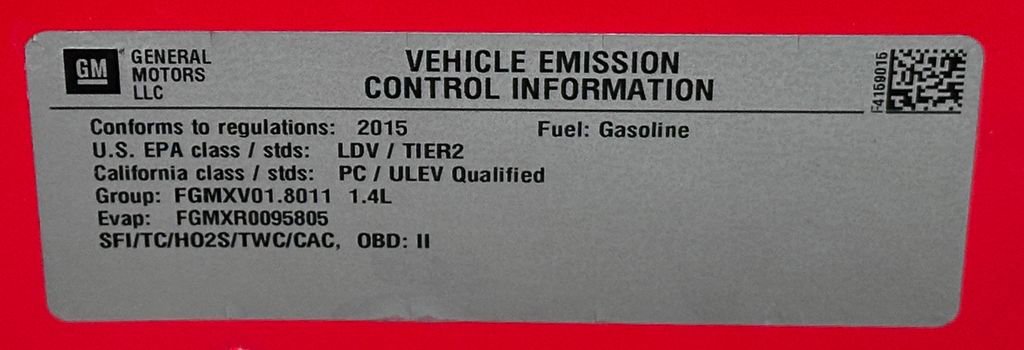 GM GENERAL MOTORS LLC
VEHICLE EMISSION
CONTROL INFORMATION
F4159016
Conforms to regulations: 2015 Fuel: Gasoline
U.S. EPA class / stds: LDV / TIER2
California class / stds: PC / ULEV Qualified
Group: FGMXV01.8011 1.4L
Evap: FGMXR0095805
SFI/TC/HO2S/TWC/CAC, OBD: II